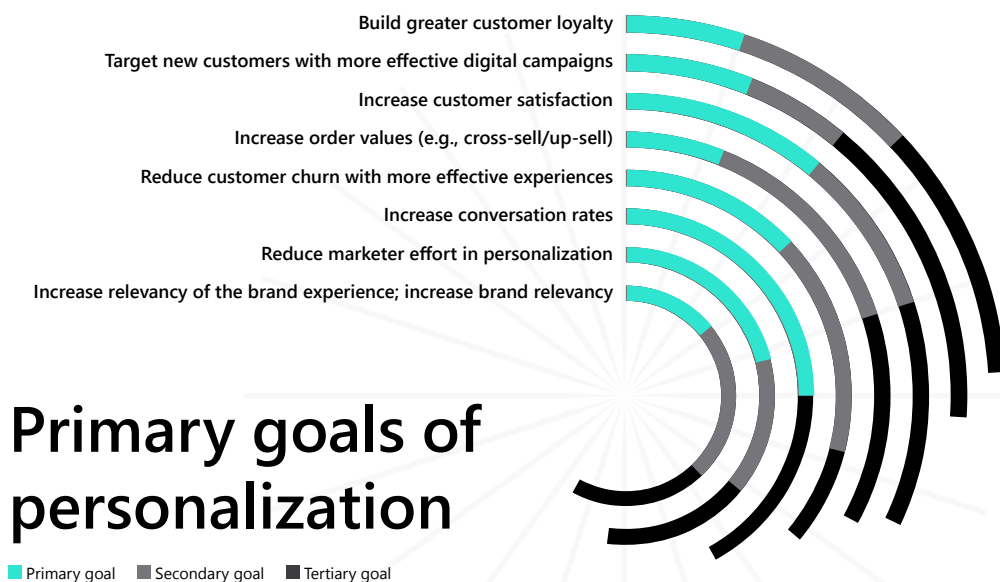 Build greater customer loyalty
Target new customers with more effective digital campaigns
Increase customer satisfaction
Increase order values (e.g., cross-sell/up-sell)
Reduce customer churn with more effective experiences
Increase conversation rates
Reduce marketer effort in personalization
Increase relevancy of the brand experience; increase brand relevancy
Primary goals of
personalization
Primary goal Secondary goal Tertiary goal